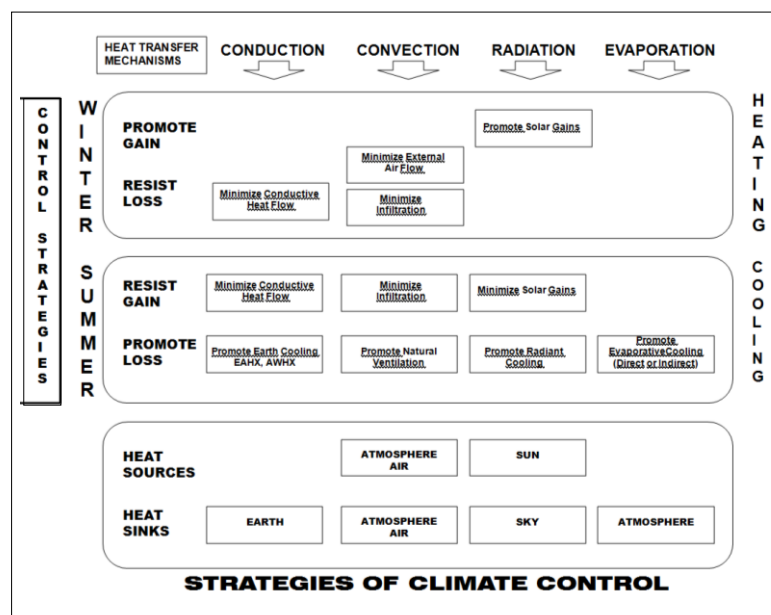 HEAT TRANSFER
MECHANISMS
CONDUCTION
CONVECTION
RADIATION
EVAPORATION
CONTROL STRATEGIES
WINTER
HEATING
PROMOTE
GAIN
Promote Solar Gains
RESIST
LOSS
Minimize Conductive
Heat Flow
Minimize External
Air Flow
Minimize
Infiltration
SUMMER
COOLING
RESIST
GAIN
Minimize Conductive
Heat Flow
Minimize
Infiltration
Minimize Solar Gains
PROMOTE
LOSS
Promote Earth Cooling
EAHX, AWHX
Promote Natural
Ventilation
Promote Radiant
Cooling
Promote
EvaporativeCooling
(Direct or Indirect)
HEAT
SOURCES
ATMOSPHERE
AIR
SUN
HEAT
SINKS
EARTH
ATMOSPHERE
AIR
SKY
ATMOSPHERE
STRATEGIES OF CLIMATE CONTROL